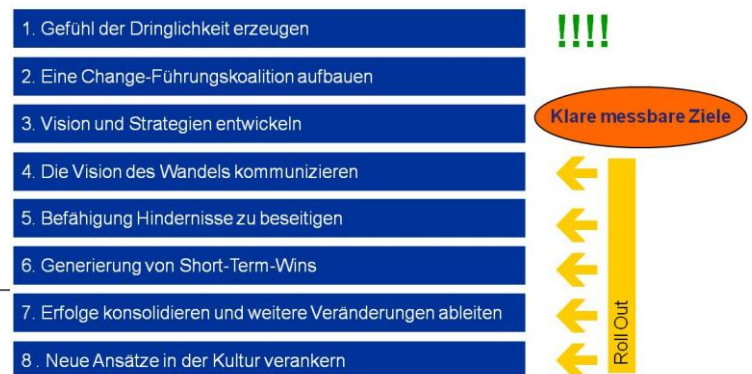 1. Gefühl der Dringlichkeit erzeugen
!!!!
2. Eine Change-Führungskoalition aufbauen
3. Vision und Strategien entwickeln
Klare messbare Ziele
4. Die Vision des Wandels kommunizieren
5. Befähigung Hindernisse zu beseitigen
6. Generierung von Short-Term-Wins
7. Erfolge konsolidieren und weitere Veränderungen ableiten
8 . Neue Ansätze in der Kultur verankern
Roll Out